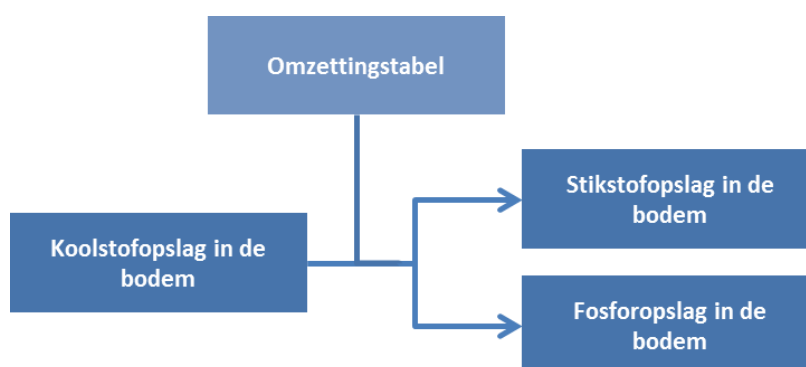 Omzettingstabel
Stikstofopslag in de
bodem
Koolstofopslag in de
bodem
Fosforopslag in de
bodem